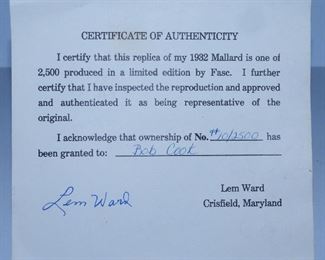 CERTIFICATE OF AUTHENTICITY
I certify that this replica of my 1932 Mallard is one of
2,500 produced in a limited edition by Fasc. I further
certify that I have inspected the reproduction and approved
and authenticated it as being representative of the
original.
I acknowledge that ownership of No. /2500 has
been granted to: Bob Cook
Lem Ward
Lem Ward
Crisfield, Maryland